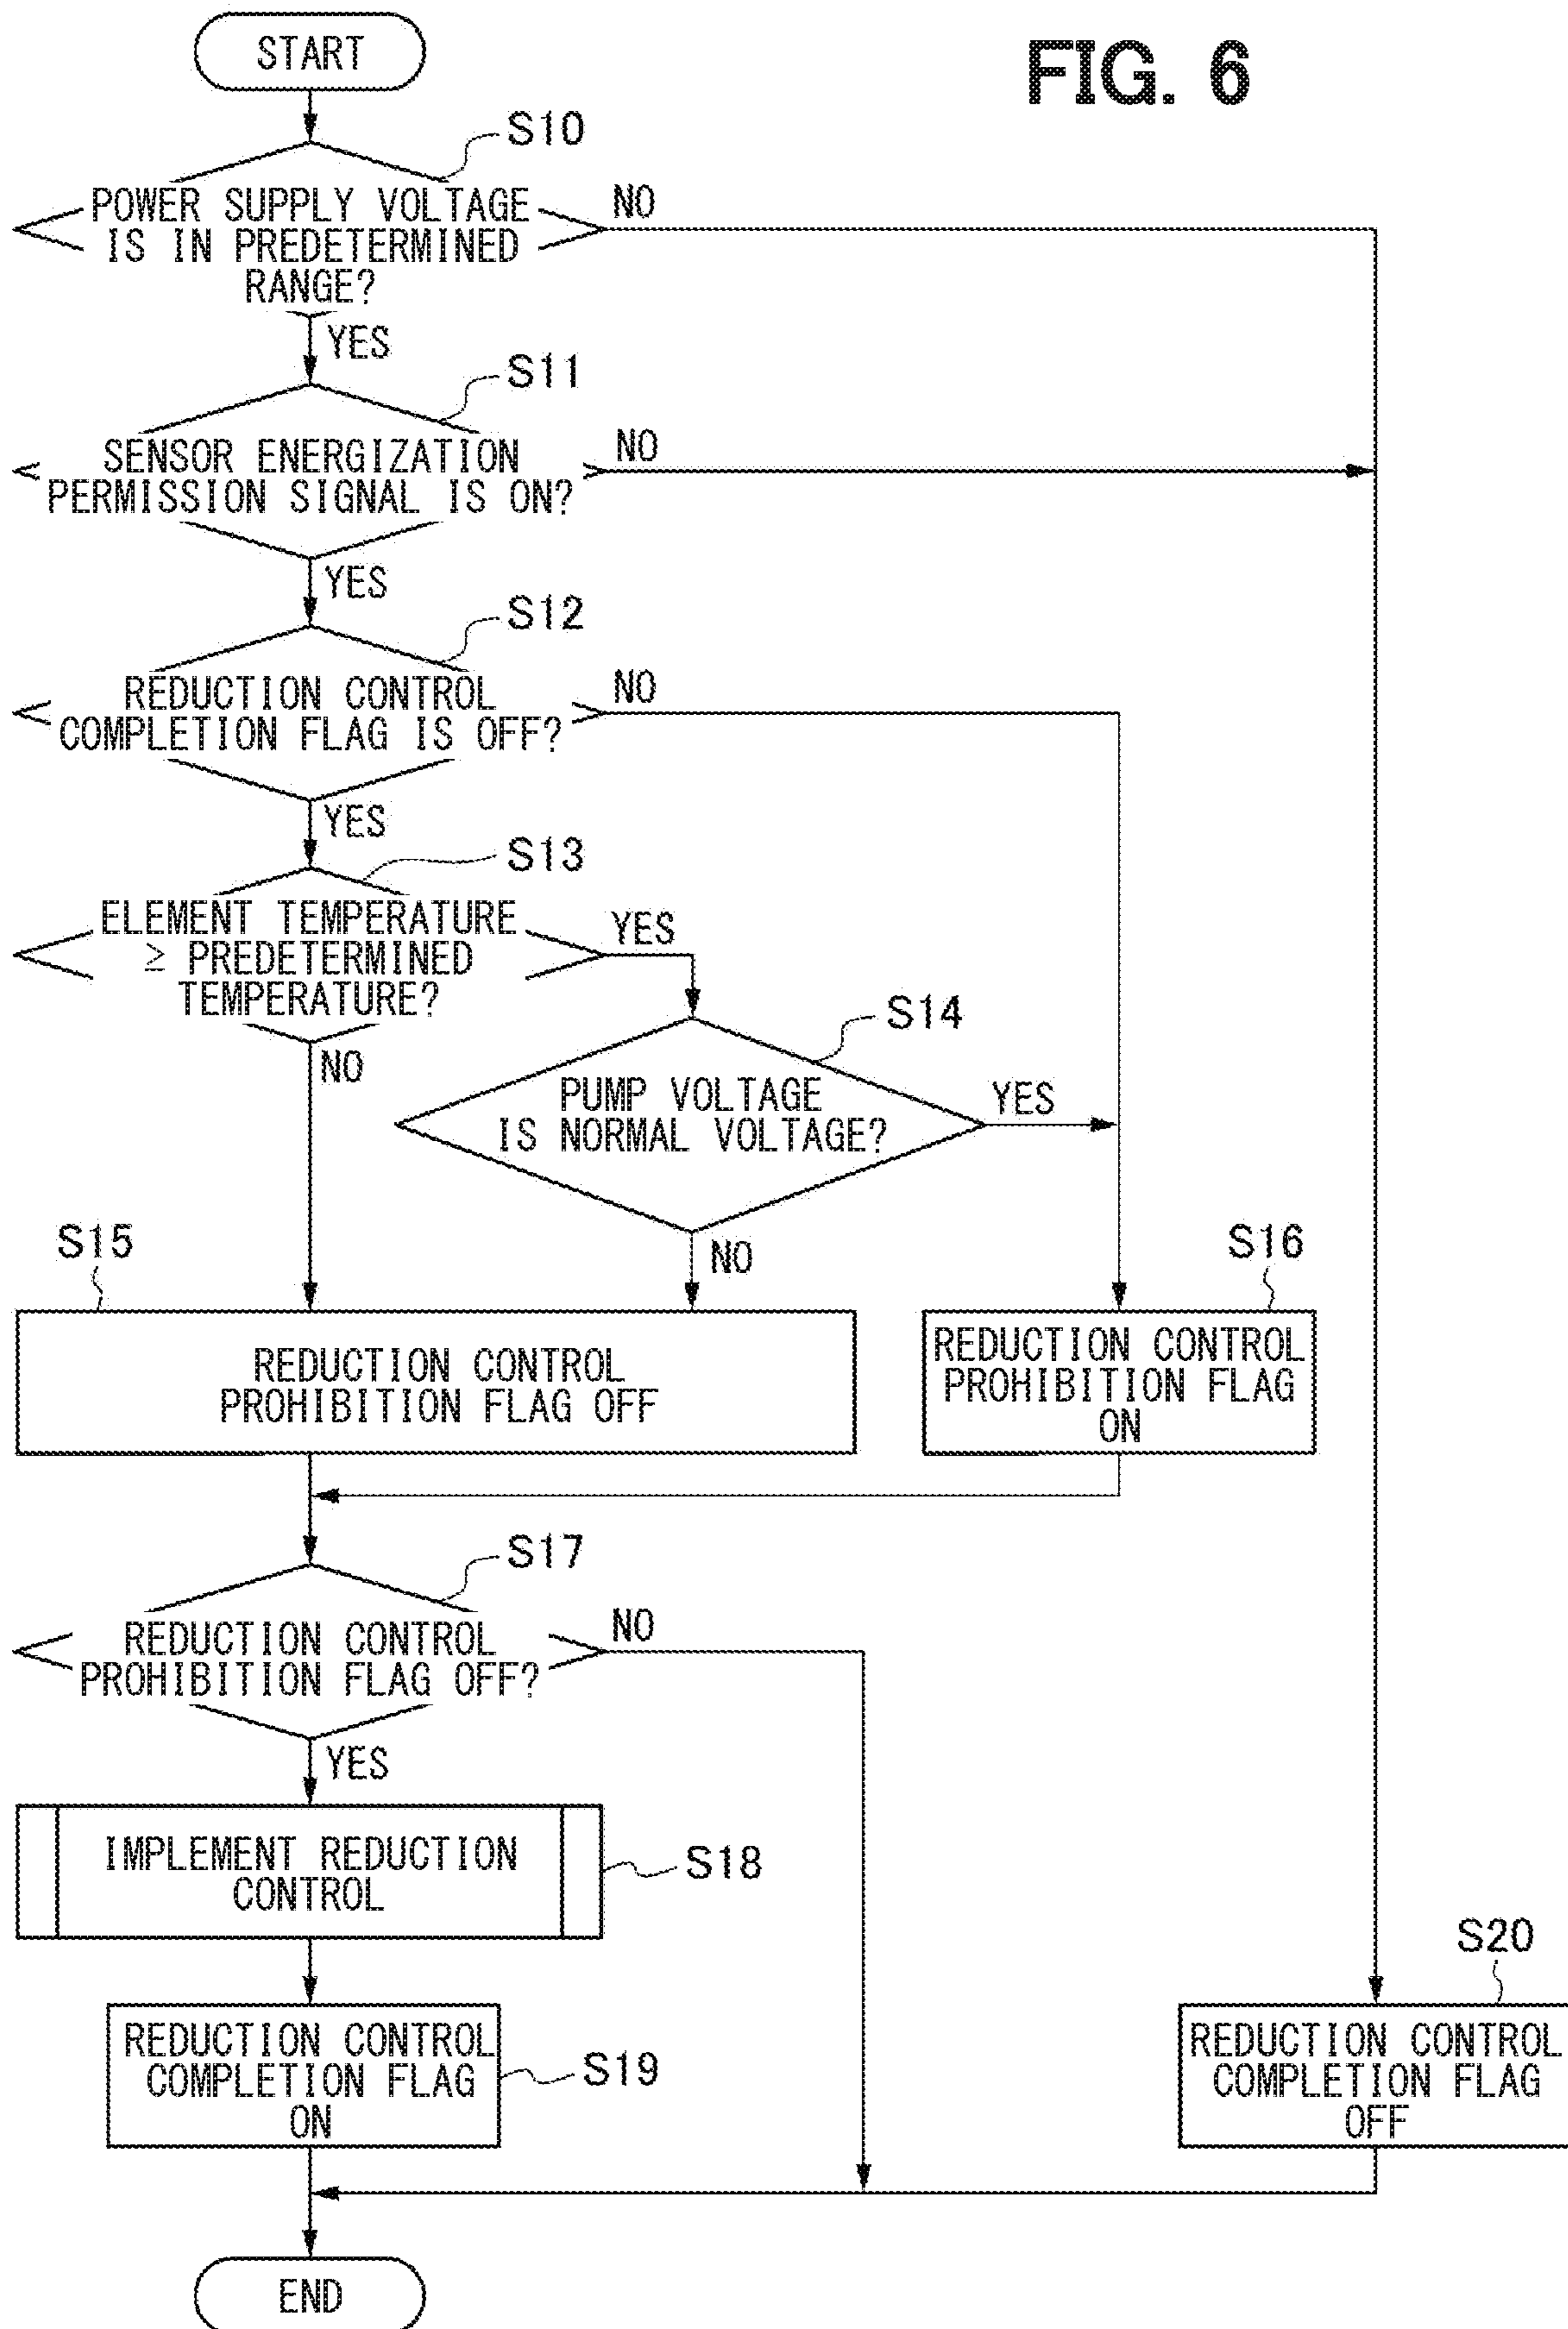 FIG. 6
START
S10
POWER SUPPLY VOLTAGE
IS IN PREDETERMINED
RANGE?
NO
YES
S11
SENSOR ENERGIZATION
PERMISSION SIGNAL IS ON?
NO
YES
S12
REDUCTION CONTROL
COMPLETION FLAG IS OFF?
NO
YES
S13
ELEMENT TEMPERATURE
≥ PREDETERMINED
TEMPERATURE?
YES
NO
S14
PUMP VOLTAGE
IS NORMAL VOLTAGE?
YES
NO
S15
REDUCTION CONTROL
PROHIBITION FLAG OFF
S16
REDUCTION CONTROL
PROHIBITION FLAG
ON
S17
REDUCTION CONTROL
PROHIBITION FLAG OFF?
NO
YES
IMPLEMENT REDUCTION
CONTROL
S18
REDUCTION CONTROL
COMPLETION FLAG
ON
S19
S20
REDUCTION CONTROL
COMPLETION FLAG
OFF
END